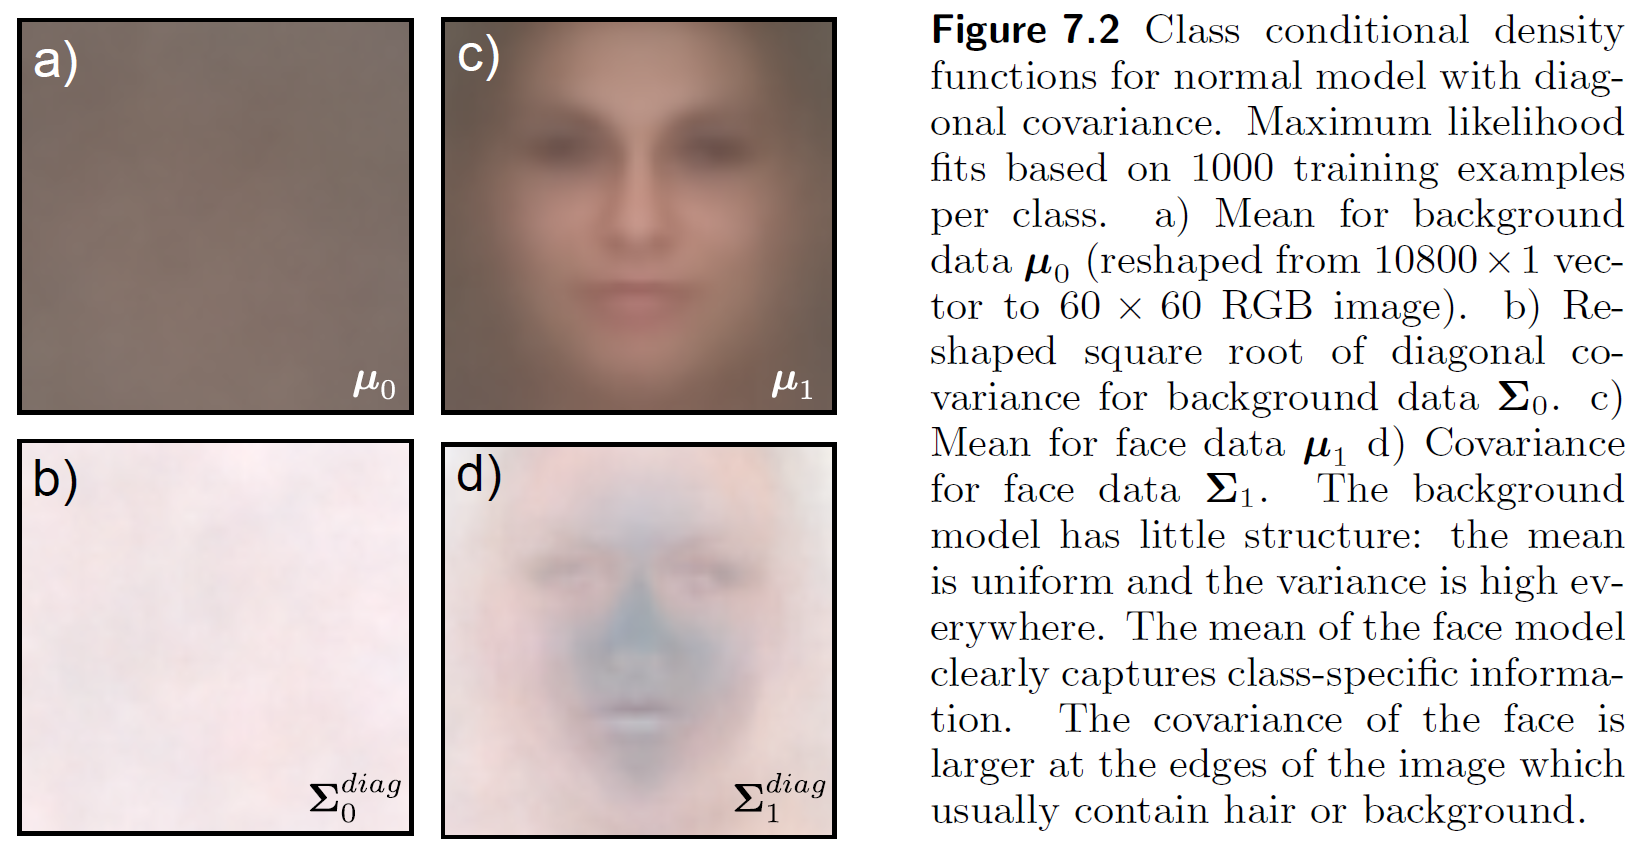 a)
μ0
c)
μ1
b)
Σ0^diag
d)
Σ1^diag
Figure 7.2 Class conditional density
functions for normal model with diag-
onal covariance. Maximum likelihood
fits based on 1000 training examples
per class. a) Mean for background
data μ0 (reshaped from 10800 × 1 vec-
tor to 60 × 60 RGB image). b) Re-
shaped square root of diagonal co-
variance for background data Σ0. c)
Mean for face data μ1 d) Covariance
for face data Σ1. The background
model has little structure: the mean
is uniform and the variance is high ev-
erywhere. The mean of the face model
clearly captures class-specific informa-
tion. The covariance of the face is
larger at the edges of the image which
usually contain hair or background.